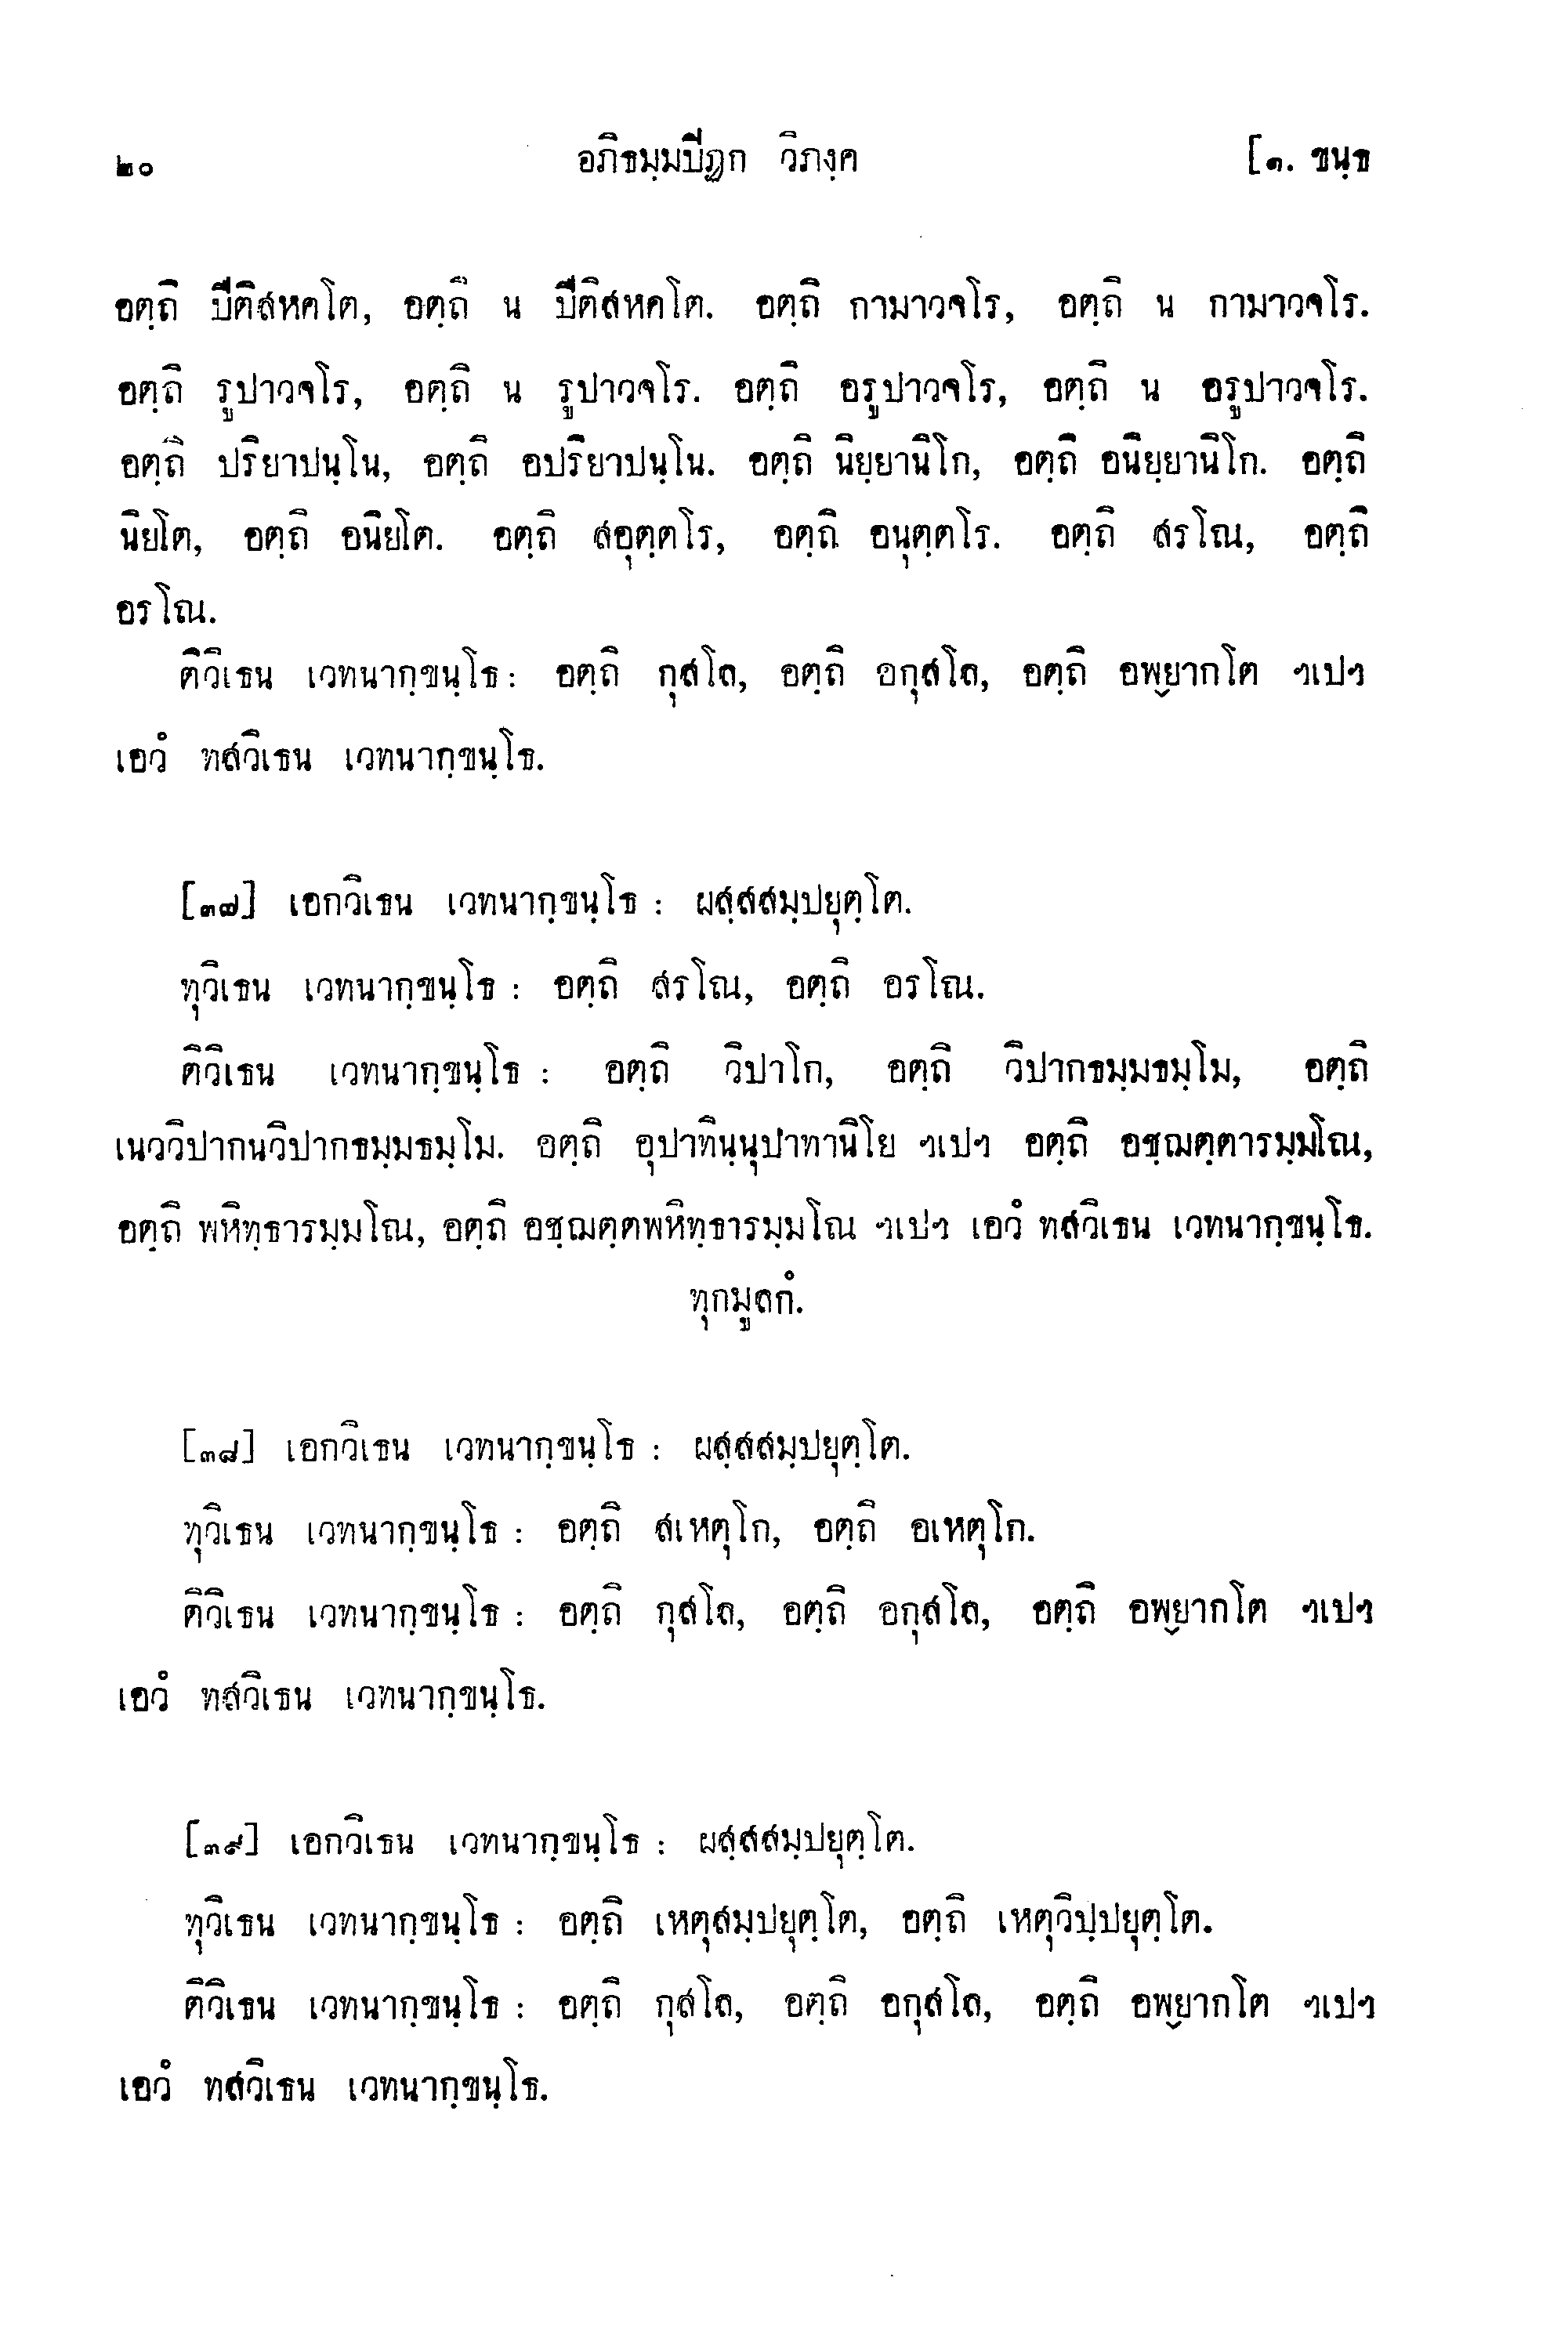 ๒๐ อภิธมฺมปีฏก วิภงฺค [๑. ขนฺธ
อตฺถิ ปีติสหคโต, อตฺถิ น ปีติสหคโต. อตฺถิ กามาวจโร, อตฺถิ น กามาวจโร.
อตฺถิ รูปาวจโร, อตฺถิ น รูปาวจโร. อตฺถิ อรูปาวจโร, อตฺถิ น อรูปาวจโร.
อตฺถิ ปริยาปนฺโน, อตฺถิ อปริยาปนฺโน. อตฺถิ นิยฺยานิโก, อตฺถิ อนิยฺยานิโก. อตฺถิ
นิยโต, อตฺถิ อนิยโต. อตฺถิ สอุตฺตโร, อตฺถิ อนุตฺตโร. อตฺถิ สรโณ, อตฺถิ
อรโณ.
ติวิเธน เวทนากฺขนฺโธ : อตฺถิ กุสโล, อตฺถิ อกุสโล, อตฺถิ อพฺยากโต ฯเปฯ
เอวํ ทสวิเธน เวทนากฺขนฺโธ.
[๓๗] เอกวิเธน เวทนากฺขนฺโธ : ผสฺสสมฺปยุตฺโต.
ทุวิเธน เวทนากฺขนฺโธ : อตฺถิ สรโณ, อตฺถิ อรโณ.
ติวิเธน เวทนากฺขนฺโธ : อตฺถิ วิปาโก, อตฺถิ วิปากธมฺมธมฺโม, อตฺถิ
เนววิปากนวิปากธมฺมธมฺโม. อตฺถิ อุปาทินฺนุปาทานิโย ฯเปฯ อตฺถิ อชฺฌตฺตารมฺมโณ,
อตฺถิ พหิทฺธารมฺมโณ, อตฺถิ อชฺฌตฺตพหิทฺธารมฺมโณ ฯเปฯ เอวํ ทสวิเธน เวทนากฺขนฺโธ.
ทุกมูลกํ.
[๓๘] เอกวิเธน เวทนากฺขนฺโธ : ผสฺสสมฺปยุตฺโต.
ทุวิเธน เวทนากฺขนฺโธ : อตฺถิ สเหตุโก, อตฺถิ อเหตุโก.
ติวิเธน เวทนากฺขนฺโธ : อตฺถิ กุสโล, อตฺถิ อกุสโล, อตฺถิ อพฺยากโต ฯเปฯ
เอวํ ทสวิเธน เวทนากฺขนฺโธ.
[๓๙] เอกวิเธน เวทนากฺขนฺโธ : ผสฺสสมฺปยุตฺโต.
ทุวิเธน เวทนากฺขนฺโธ : อตฺถิ เหตุสมฺปยุตฺโต, อตฺถิ เหตุวิปฺปยุตฺโต.
ติวิเธน เวทนากฺขนฺโธ : อตฺถิ กุสโล, อตฺถิ อกุสโล, อตฺถิ อพฺยากโต ฯเปฯ
เอวํ ทสวิเธน เวทนากฺขนฺโธ.